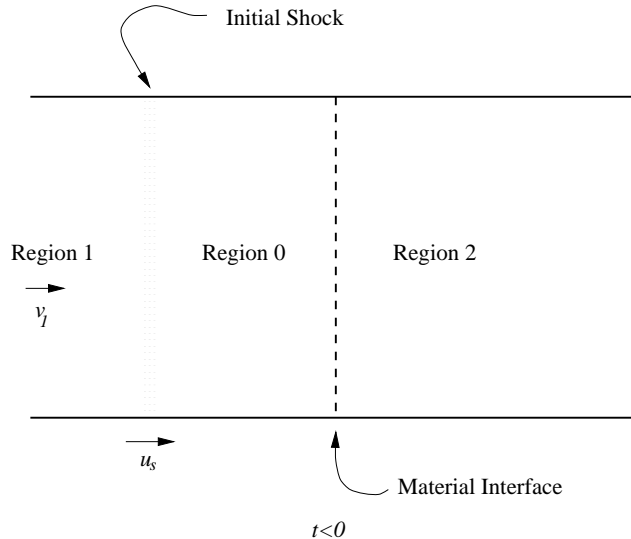 Initial Shock
Region 1
Region 0
Region 2
v1
us
Material Interface
t<0